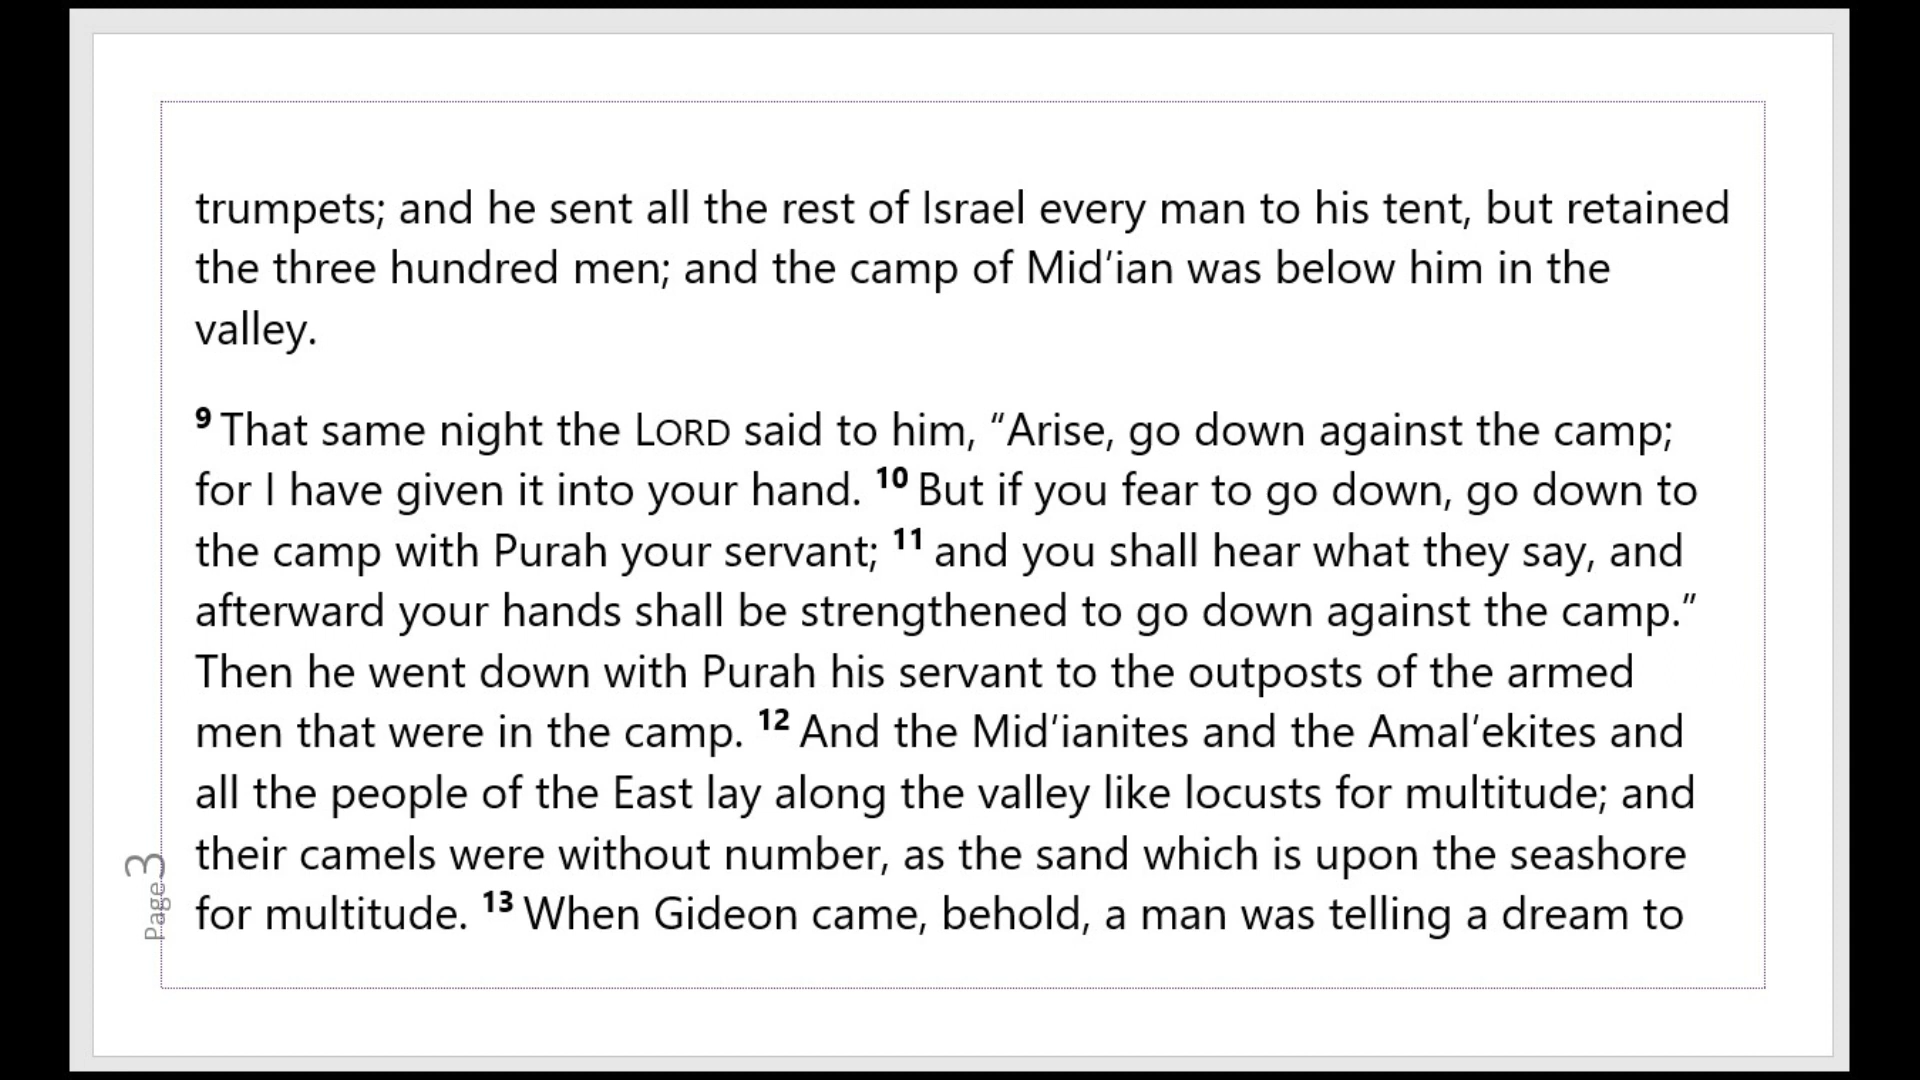 trumpets; and he sent all the rest of Israel every man to his tent, but retained
the three hundred men; and the camp of Mid′ian was below him in the
valley.
9 That same night the LORD said to him, “Arise, go down against the camp;
for I have given it into your hand. 10 But if you fear to go down, go down to
the camp with Purah your servant; 11 and you shall hear what they say, and
afterward your hands shall be strengthened to go down against the camp.”
Then he went down with Purah his servant to the outposts of the armed
men that were in the camp. 12 And the Mid′ianites and the Amal′ekites and
all the people of the East lay along the valley like locusts for multitude; and
their camels were without number, as the sand which is upon the seashore
for multitude. 13 When Gideon came, behold, a man was telling a dream to
Page3